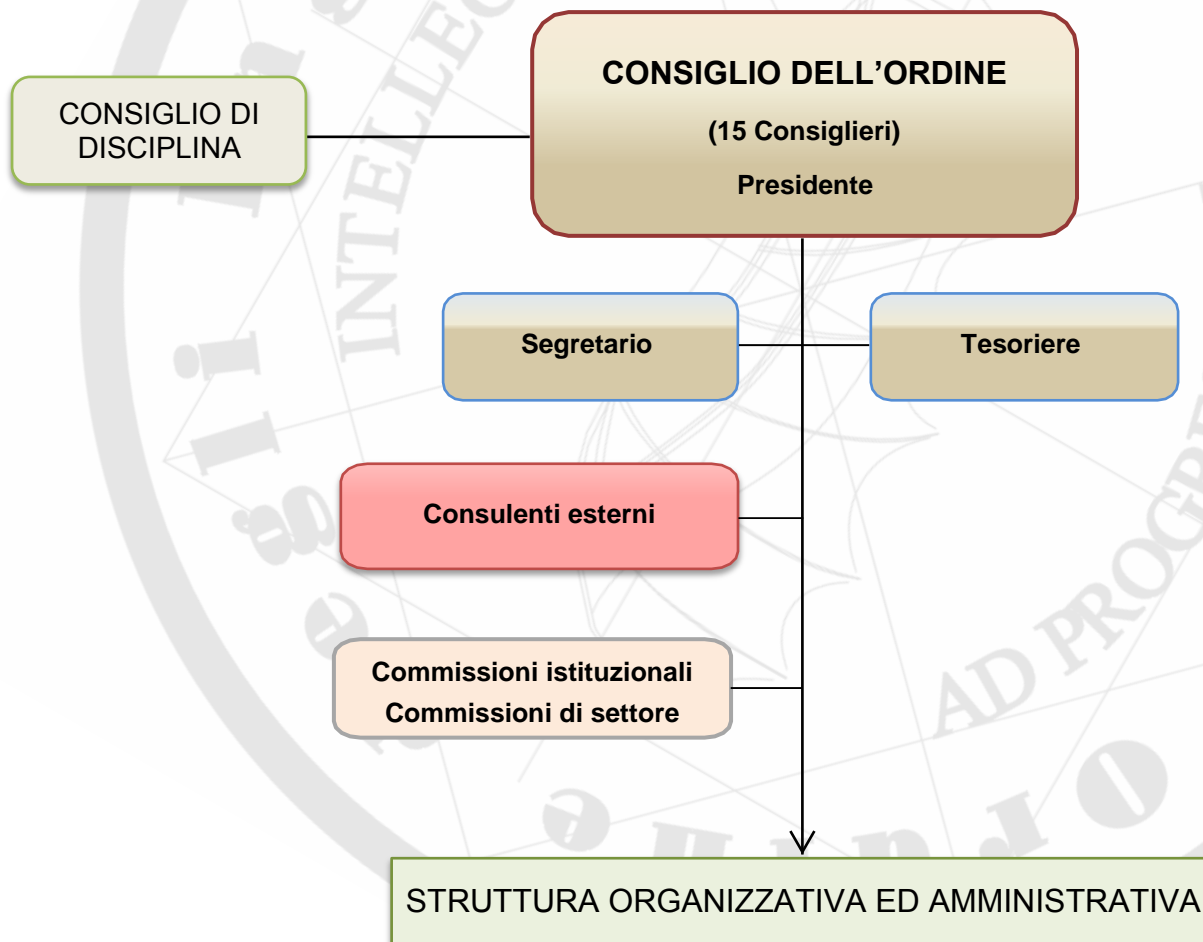 CONSIGLIO DELL’ORDINE
(15 Consiglieri)
Presidente
CONSIGLIO DI
DISCIPLINA
Segretario
Tesoriere
Consulenti esterni
Commissioni istituzionali
Commissioni di settore
STRUTTURA ORGANIZZATIVA ED AMMINISTRATIVA